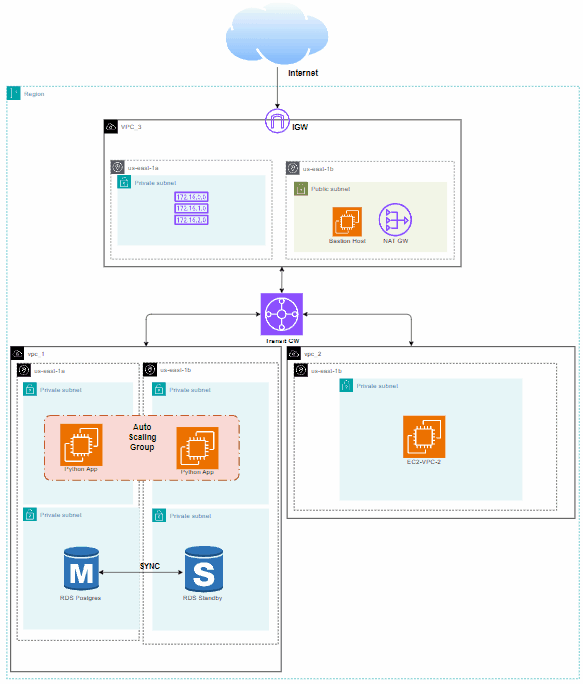 Internet
Region
IGW
VPC_3
us-east-1a
us-east-1b
Private subnet
Public subnet
172.16.0.0
172.16.1.0
172.16.2.0
Bastion Host
NAT GW
Transit GW
vpc_1
vpc_2
us-east-1a
us-east-1b
us-east-1b
Private subnet
Private subnet
Private subnet
Auto
Scaling
Group
Python App
Python App
EC2-VPC-2
Private subnet
Private subnet
SYNC
M
S
RDS Postgres
RDS Standby